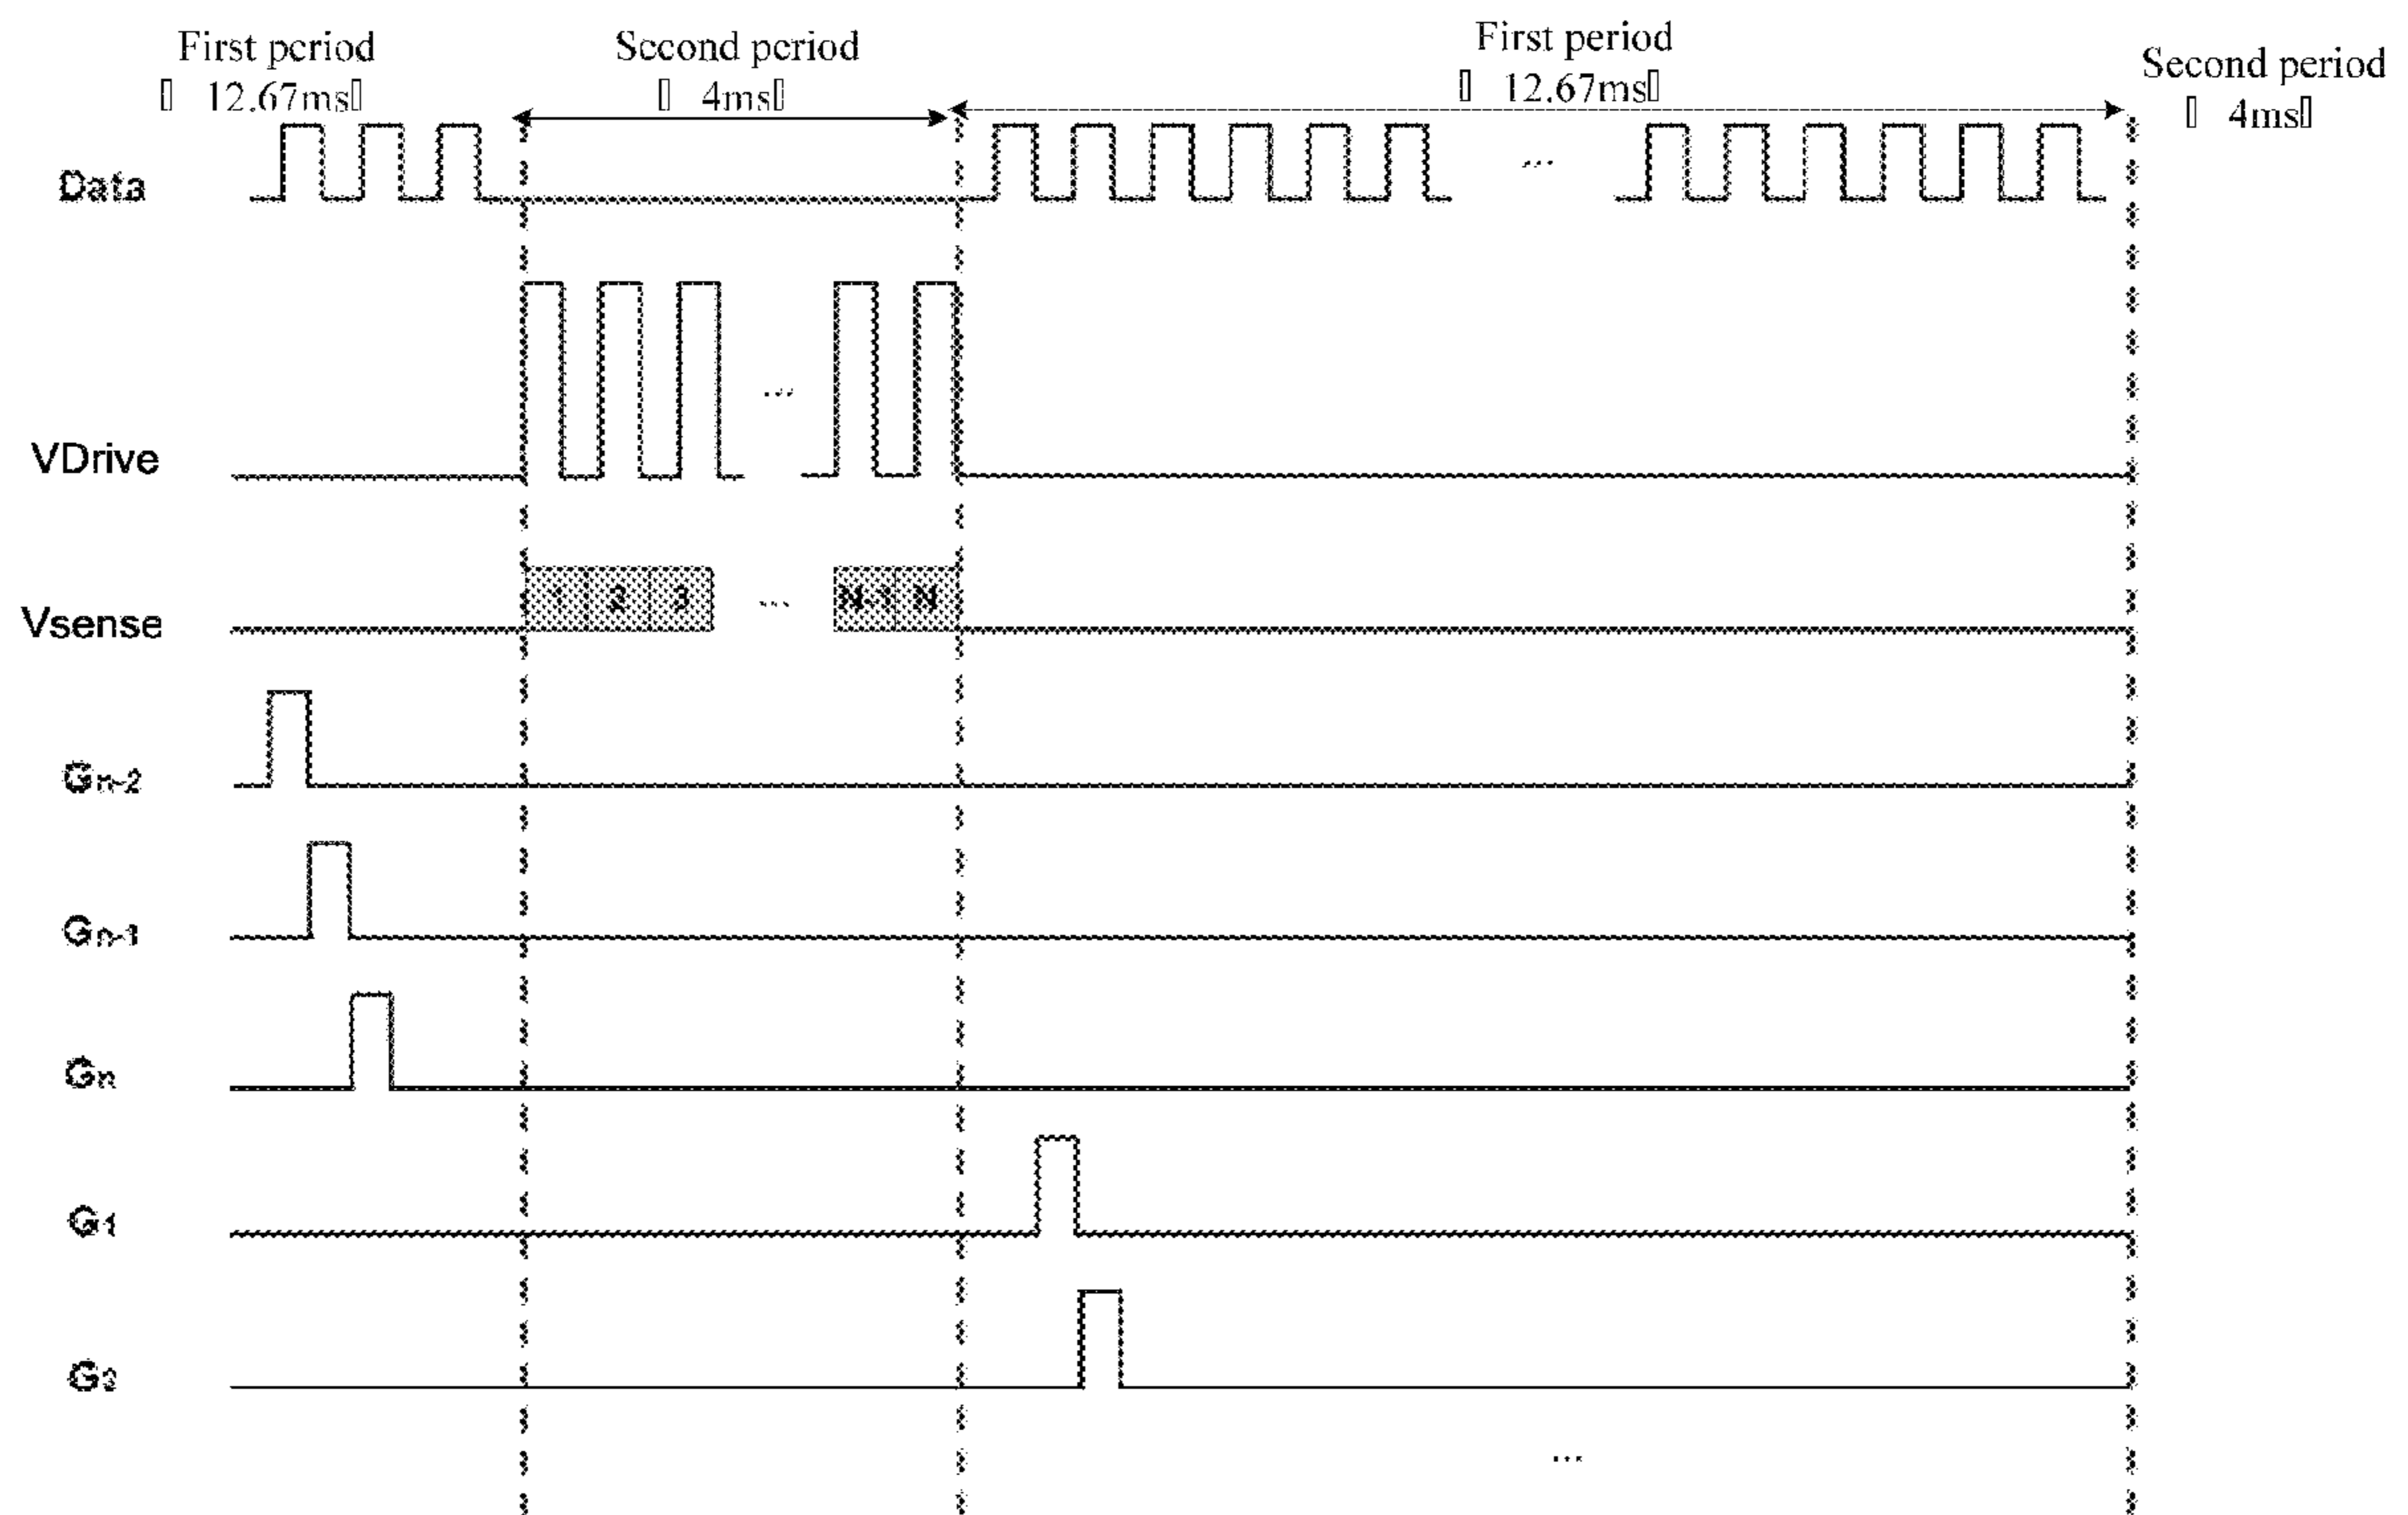 First period
12.67ms
Second period
4ms
First period
12.67ms
Second period
4ms
Data
...
VDrive
...
Vsense
1 2 3 ... N-1 N
Gn-2
Gn-1
Gn
G1
G2
...